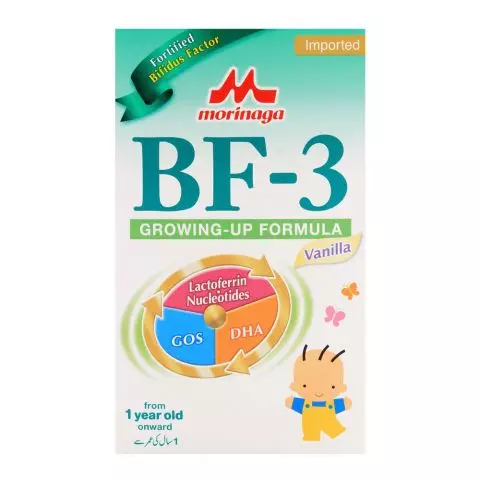 Fortified
Bifidus Factor
Imported
morinaga
BF-3
GROWING-UP FORMULA
Vanilla
Lactoferrin
Nucleotides
GOS
DHA
from
1 year old
onward
1 سال کی عمر سے